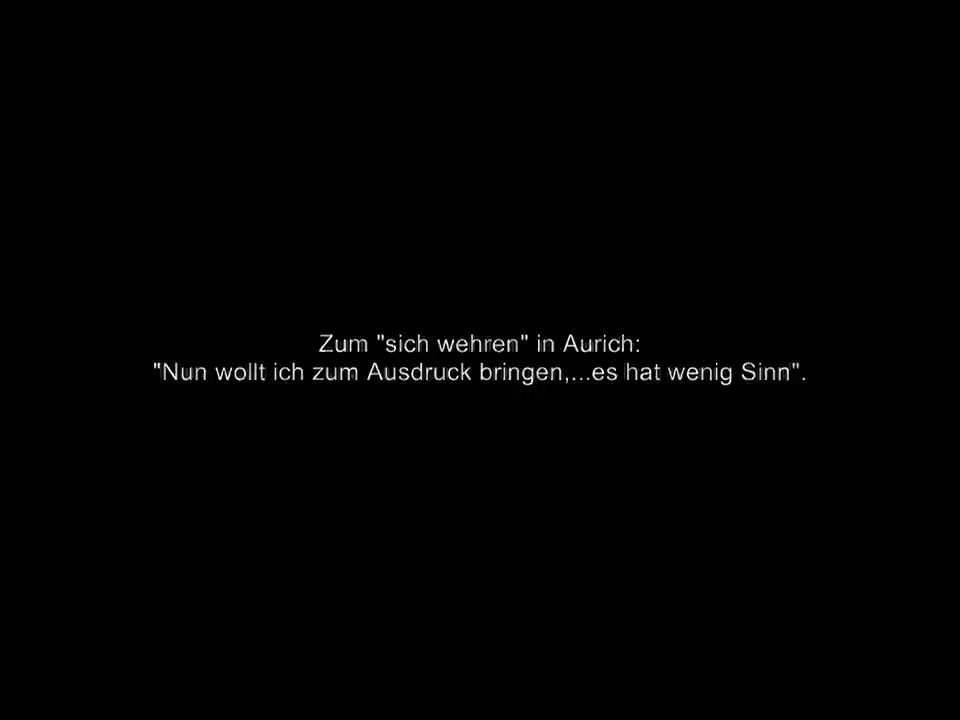 Zum "sich wehren" in Aurich:
"Nun wollt ich zum Ausdruck bringen,...es hat wenig Sinn".